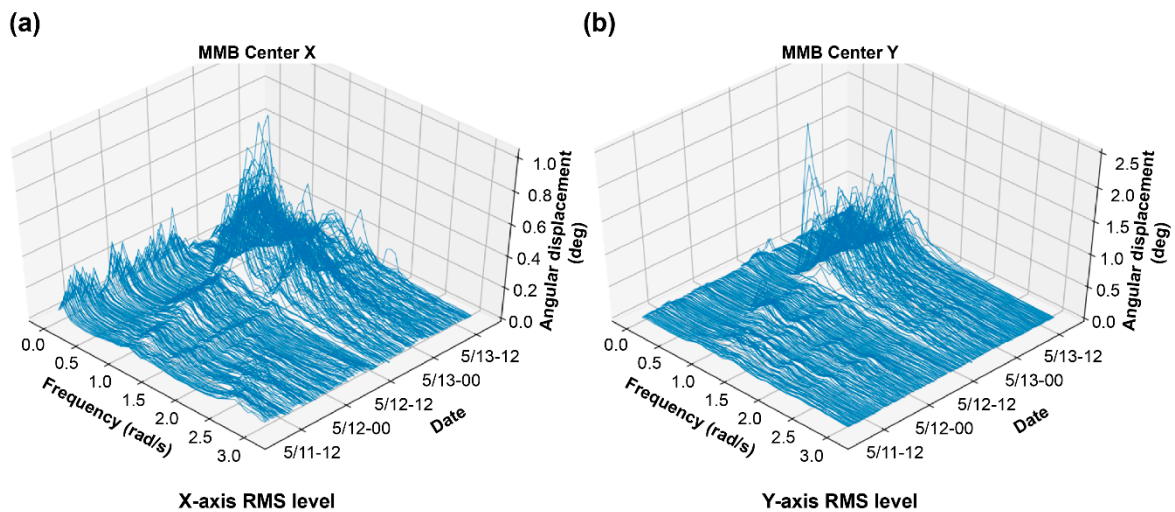 (a)
MMB Center X
1.0
0.8
0.6
0.4
0.2
0.0
Angular displacement
(deg)
0.0
0.5
1.0
1.5
2.0
2.5
3.0
Frequency (rad/s)
5/11-12
5/12-00
5/12-12
5/13-00
5/13-12
Date
X-axis RMS level
(b)
MMB Center Y
2.5
2.0
1.5
1.0
0.5
0.0
Angular displacement
(deg)
0.0
0.5
1.0
1.5
2.0
2.5
3.0
Frequency (rad/s)
5/11-12
5/12-00
5/12-12
5/13-00
5/13-12
Date
Y-axis RMS level